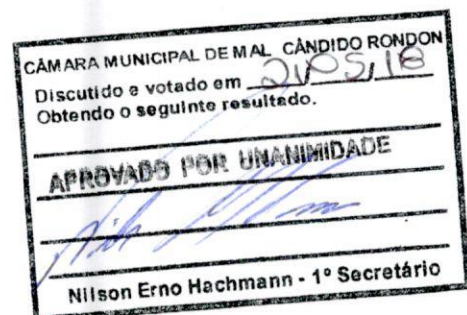 CÂMARA MUNICIPAL DE MAL CÂNDIDO RONDON
Discutido e votado em 21/05/18
Obtendo o seguinte resultado.
APROVADO POR UNANIMIDADE
Nilson Erno Hachmann - 1º Secretário